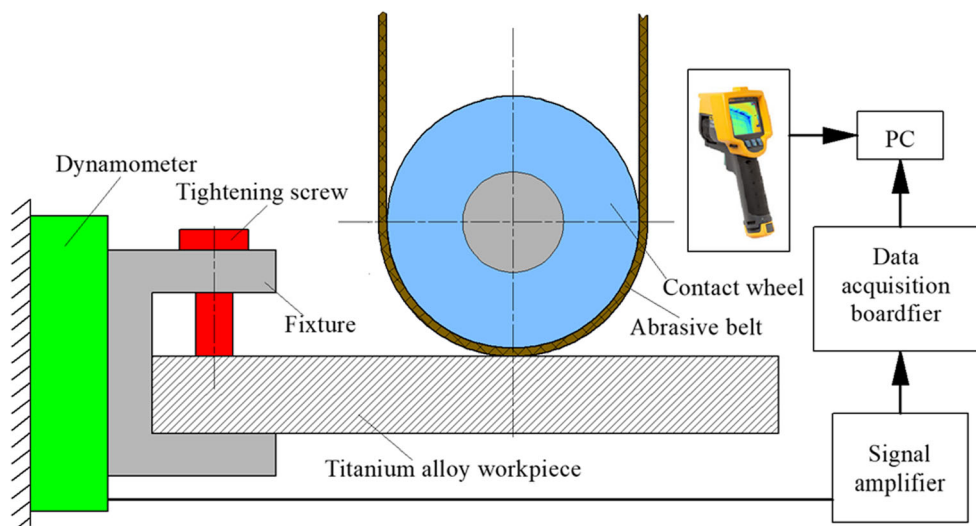 Dynamometer
Tightening screw
Fixture
Titanium alloy workpiece
Contact wheel
Abrasive belt
PC
Data
acquisition
boardfier
Signal
amplifier